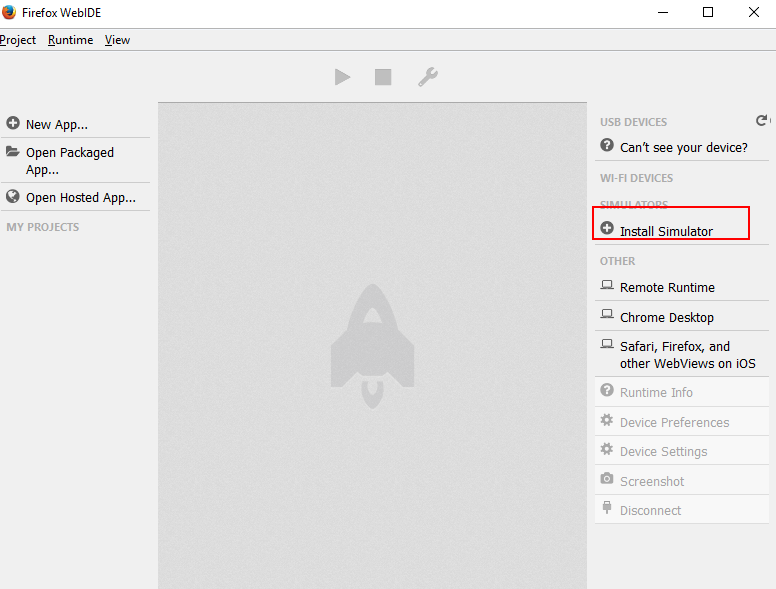 Firefox WebIDE
Project Runtime View
New App...
Open Packaged
App...
Open Hosted App...
MY PROJECTS
USB DEVICES
Can't see your device?
WI-FI DEVICES
SIMULATORS
Install Simulator
OTHER
Remote Runtime
Chrome Desktop
Safari, Firefox, and
other WebViews on iOS
Runtime Info
Device Preferences
Device Settings
Screenshot
Disconnect